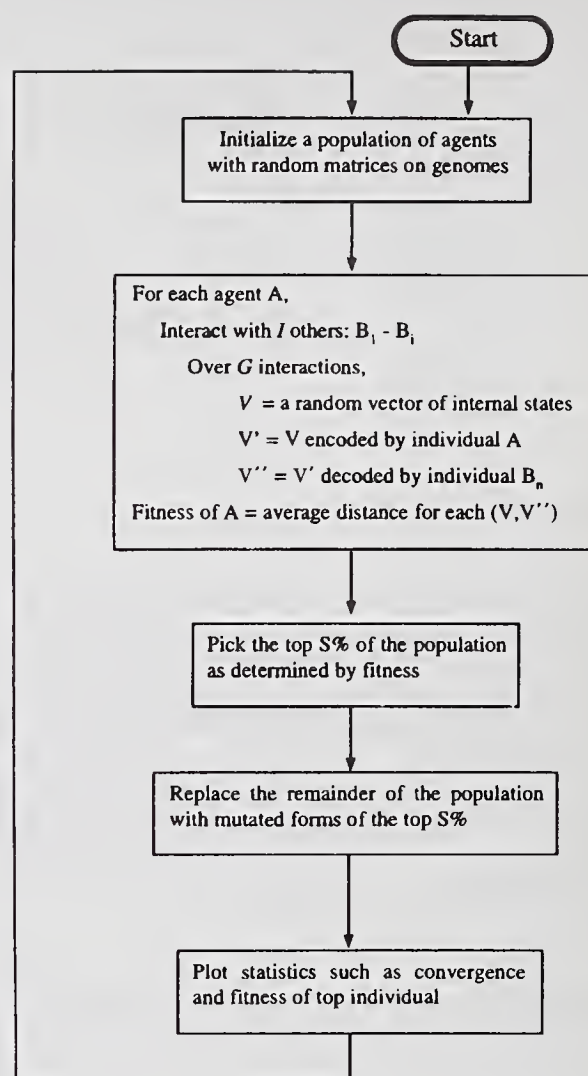 Start
Initialize a population of agents
with random matrices on genomes
For each agent A,
Interact with I others: B₁ - Bᵢ
Over G interactions,
V = a random vector of internal states
V' = V encoded by individual A
V'' = V' decoded by individual Bₙ
Fitness of A = average distance for each (V,V'')
Pick the top S% of the population
as determined by fitness
Replace the remainder of the population
with mutated forms of the top S%
Plot statistics such as convergence
and fitness of top individual